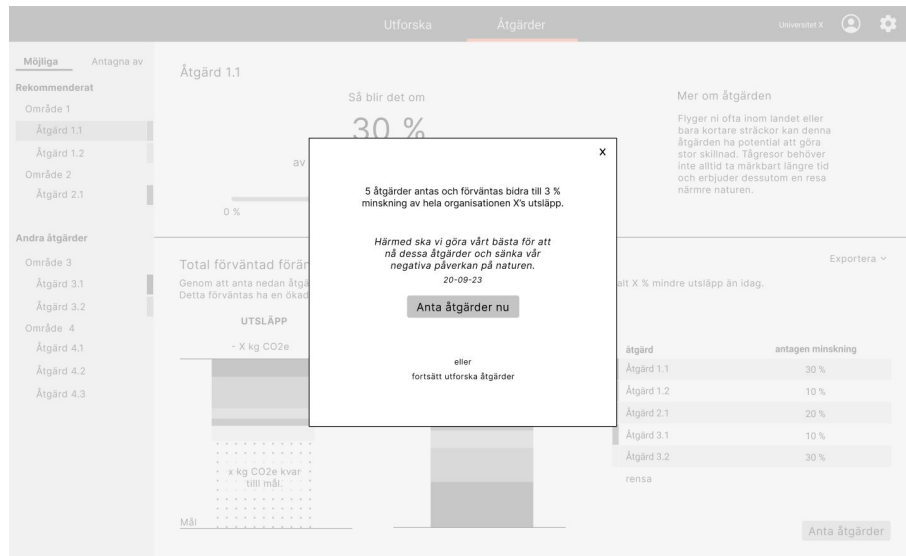 Utforska
Åtgärder
Universitet X
Möjliga
Antagna av
Rekommenderat
Område 1
Åtgärd 1.1
Åtgärd 1.2
Område 2
Åtgärd 2.1
Andra åtgärder
Område 3
Åtgärd 3.1
Åtgärd 3.2
Område 4
Åtgärd 4.1
Åtgärd 4.2
Åtgärd 4.3
Åtgärd 1.1
Så blir det om
30 %
av
0 %
Mer om åtgärden
Flyger ni ofta inom landet eller
bara kortare sträckor kan denna
åtgärden ha potential att göra
stor skillnad. Tågresor behöver
inte alltid ta märkbart längre tid
och erbjuder dessutom en resa
närmre naturen.
x
5 åtgärder antas och förväntas bidra till 3 %
minskning av hela organisationen X's utsläpp.
Härmed ska vi göra vårt bästa för att
nå dessa åtgärder och sänka vår
negativa påverkan på naturen.
20-09-23
Anta åtgärder nu
eller
fortsätt utforska åtgärder
Exportera
Total förväntad förän
Genom att anta nedan åtgä
alt X % mindre utsläpp än idag.
Detta förväntas ha en ökad
UTSLÄPP
- X kg CO2e
x kg CO2e kvar
tilll mål.
Mål
åtgärd antagen minskning
Åtgärd 1.1 30 %
Åtgärd 1.2 10 %
Åtgärd 2.1 20 %
Åtgärd 3.1 10 %
Åtgärd 3.2 30 %
rensa
Anta åtgärder